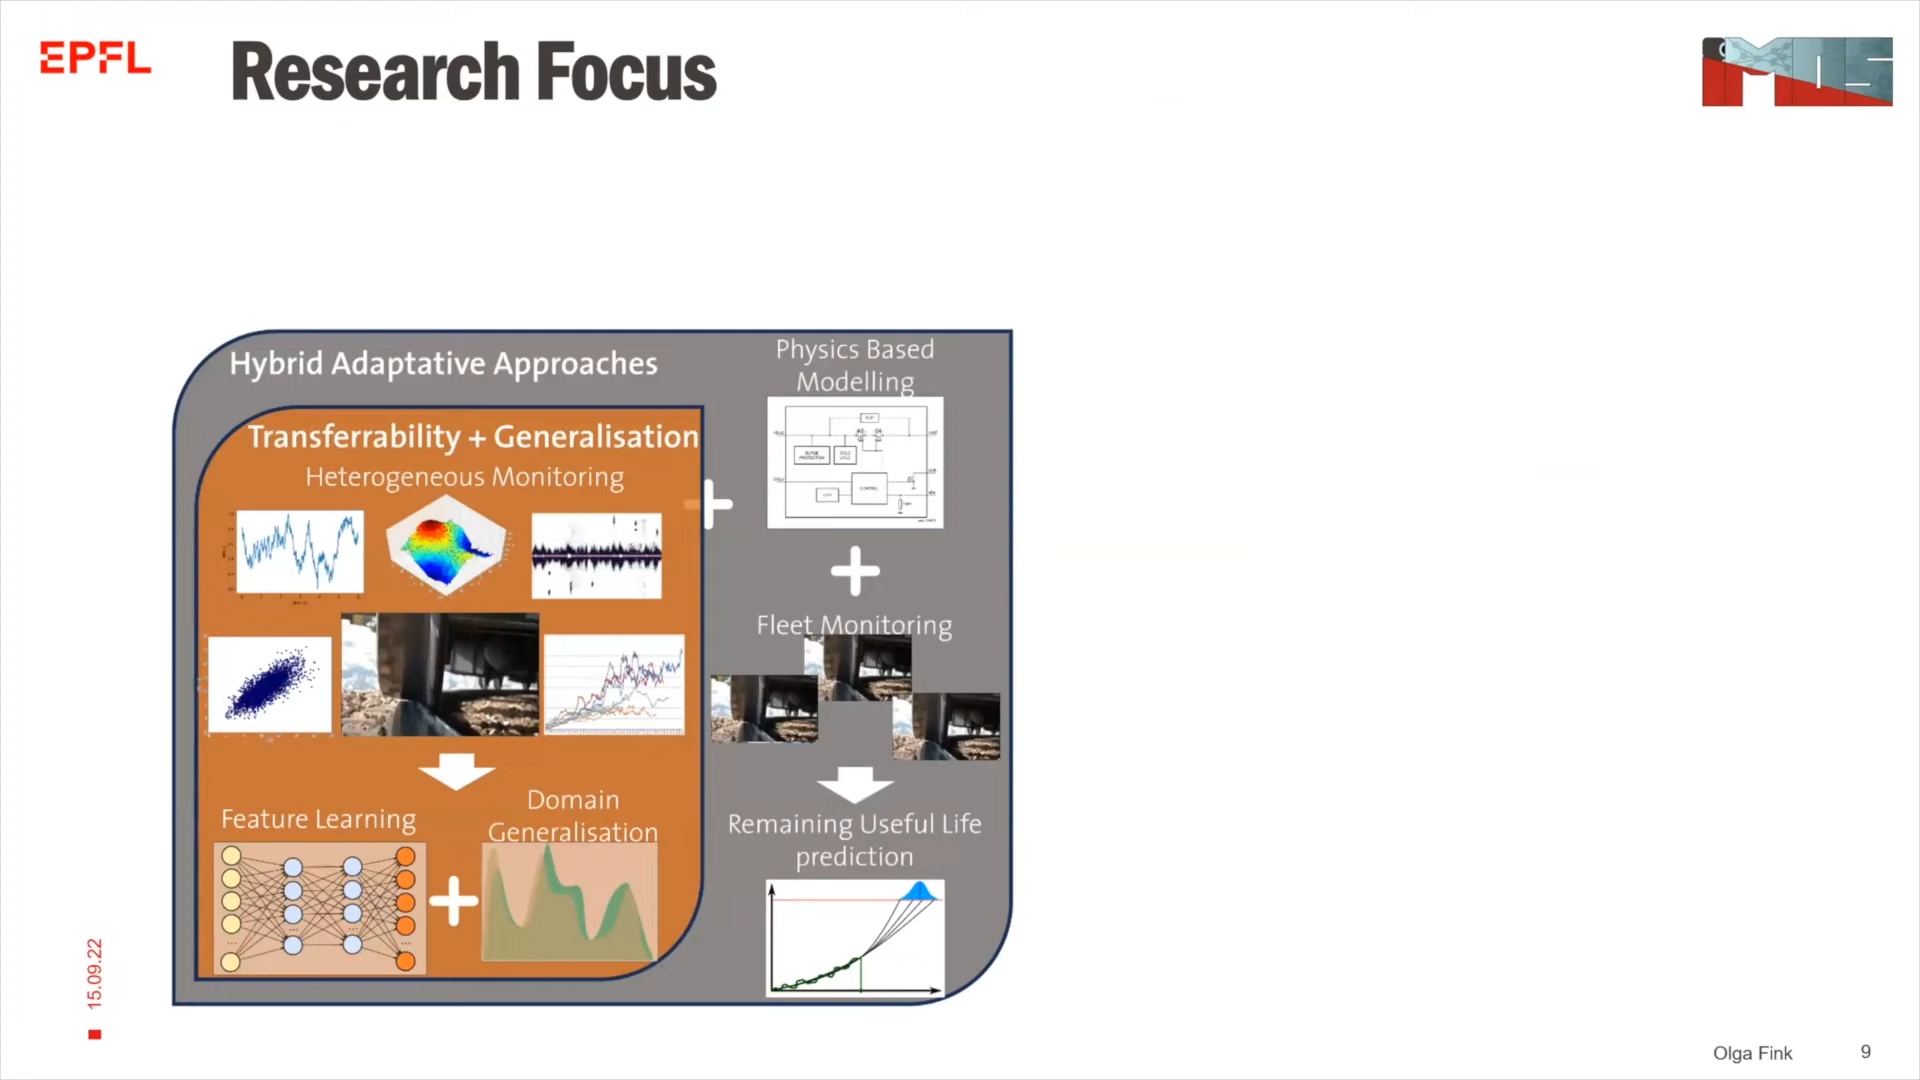 EPFL
Research Focus
Hybrid Adaptative Approaches
Transferrability + Generalisation
Heterogeneous Monitoring
Feature Learning
Domain
Generalisation
Physics Based
Modelling
CONTROL
Fleet Monitoring
Remaining Useful Life
prediction
15.09.22
Olga Fink
9